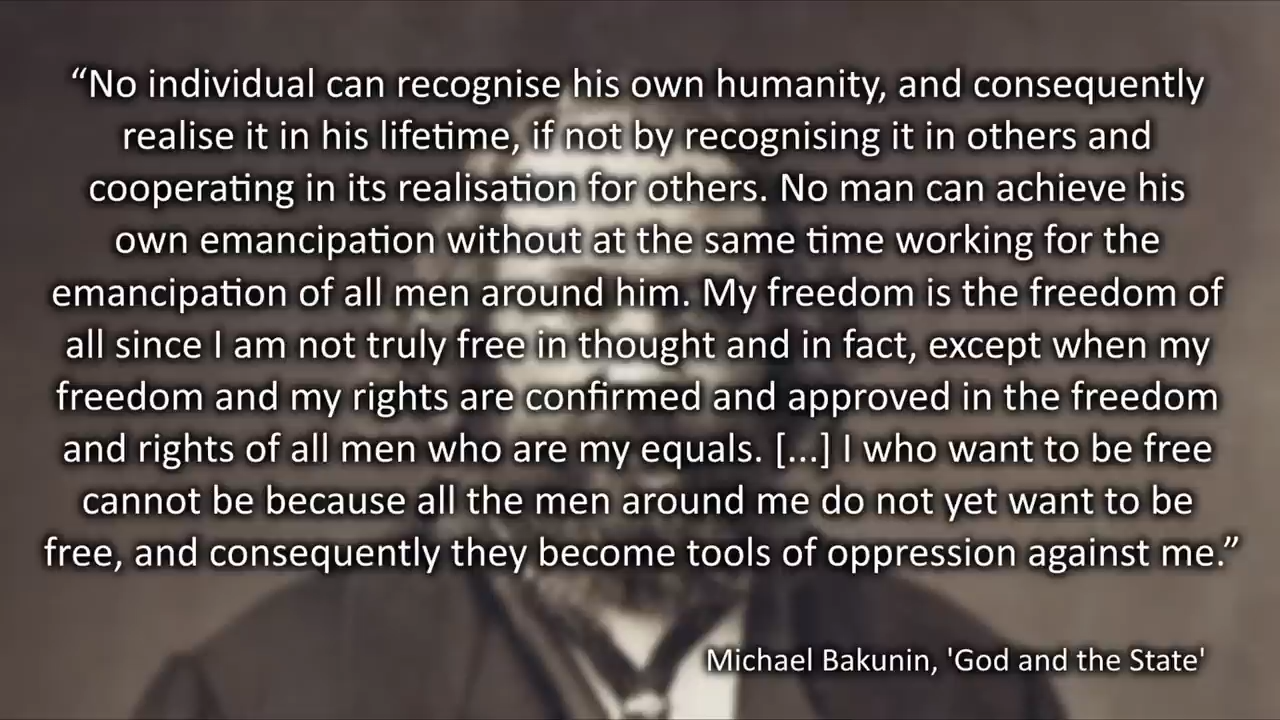 “No individual can recognise his own humanity, and consequently
realise it in his lifetime, if not by recognising it in others and
cooperating in its realisation for others. No man can achieve his
own emancipation without at the same time working for the
emancipation of all men around him. My freedom is the freedom of
all since I am not truly free in thought and in fact, except when my
freedom and my rights are confirmed and approved in the freedom
and rights of all men who are my equals. [...] I who want to be free
cannot be because all the men around me do not yet want to be
free, and consequently they become tools of oppression against me.”
Michael Bakunin, 'God and the State'